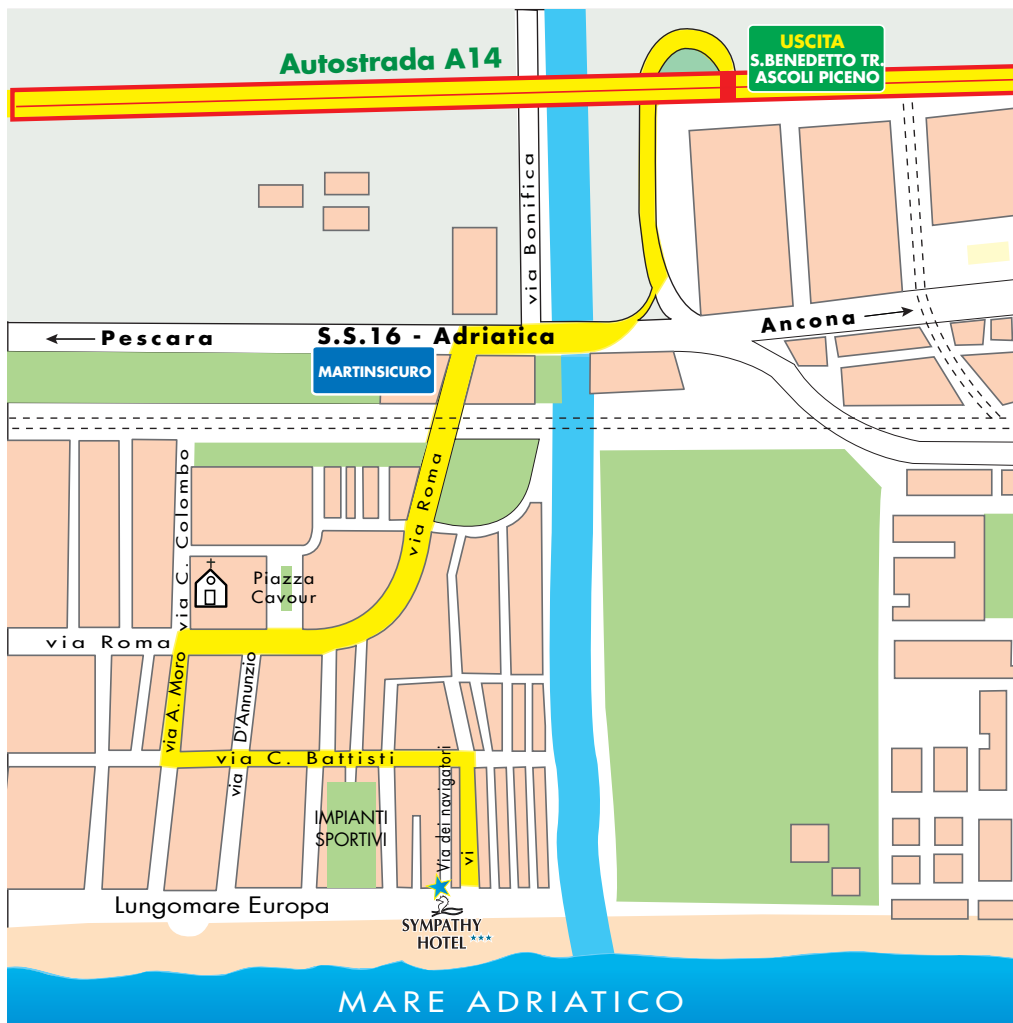 Autostrada A14
USCITA
S.BENEDETTO TR.
ASCOLI PICENO
via Bonifica
Pescara
S.S.16 - Adriatica
Ancona
MARTINSICURO
via C. Colombo
via Roma
Piazza
Cavour
via Roma
via A. Moro
via D'Annunzio
via C. Battisti
Via dei navigatori
IMPIANTI
SPORTIVI
vi
Lungomare Europa
SYMPATHY
HOTEL ***
MARE ADRIATICO